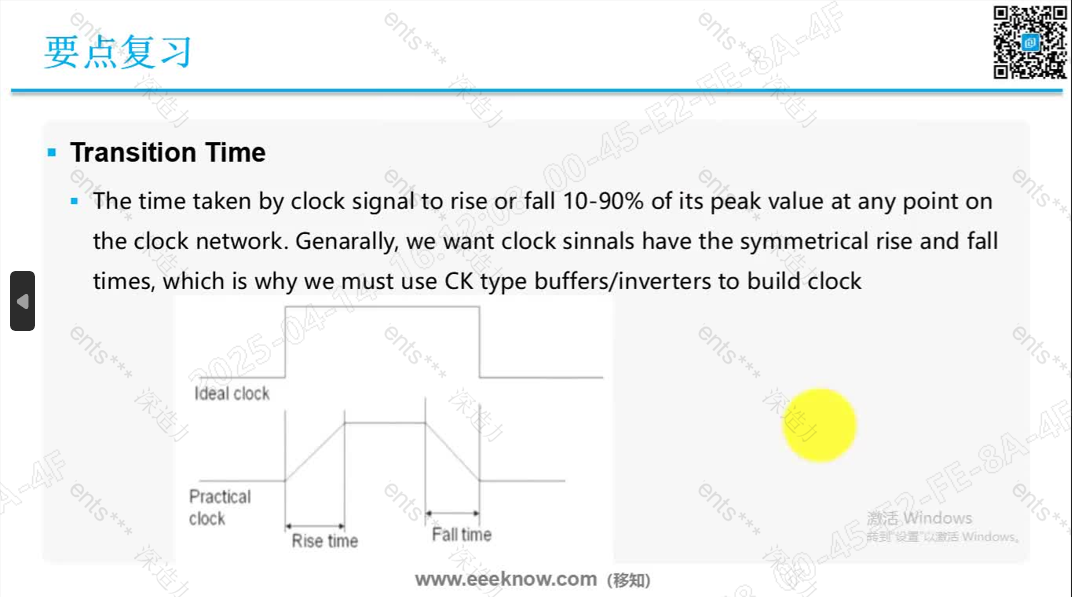 要点复习
Transition Time
The time taken by clock signal to rise or fall 10-90% of its peak value at any point on
the clock network. Genarally, we want clock sinnals have the symmetrical rise and fall
times, which is why we must use CK type buffers/inverters to build clock
Ideal clock
Practical
clock
Rise time
Fall time
激活 Windows
转到"设置"以激活 Windows。
www.eeeknow.com（移知）
ents***
深造
2025-04-14 16:42:08 00-45-E2-FE-8A-4F